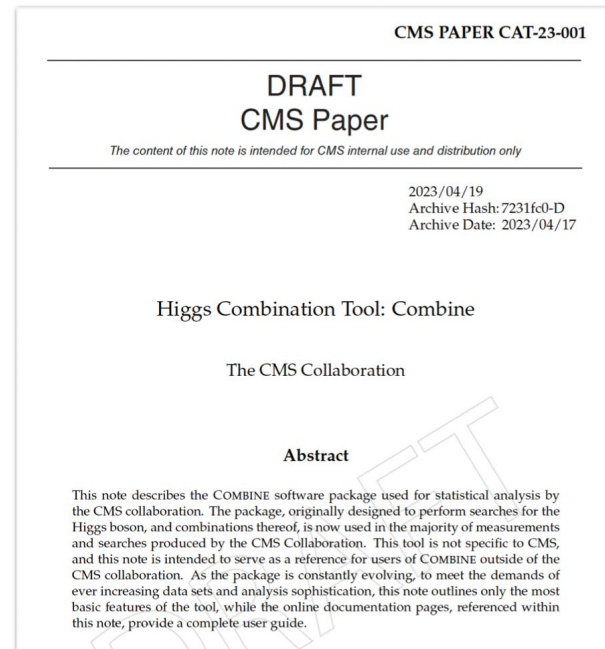 CMS PAPER CAT-23-001
DRAFT
CMS Paper
The content of this note is intended for CMS internal use and distribution only
2023/04/19
Archive Hash: 7231fc0-D
Archive Date: 2023/04/17
Higgs Combination Tool: Combine
The CMS Collaboration
Abstract
This note describes the COMBINE software package used for statistical analysis by
the CMS collaboration. The package, originally designed to perform searches for the
Higgs boson, and combinations thereof, is now used in the majority of measurements
and searches produced by the CMS Collaboration. This tool is not specific to CMS,
and this note is intended to serve as a reference for users of COMBINE outside of the
CMS collaboration. As the package is constantly evolving, to meet the demands of
ever increasing data sets and analysis sophistication, this note outlines only the most
basic features of the tool, while the online documentation pages, referenced within
this note, provide a complete user guide.
DRAFT